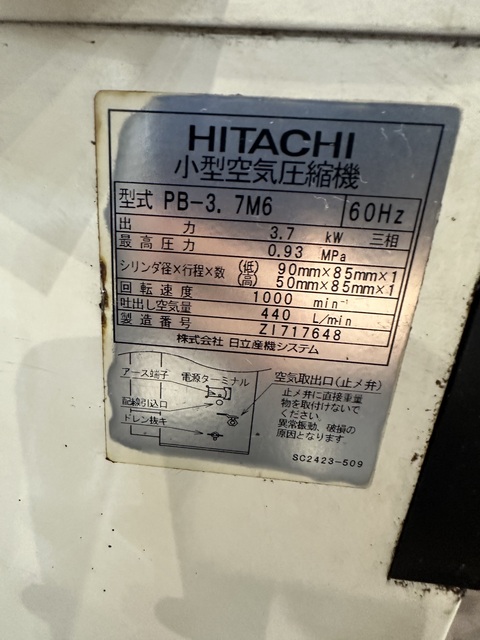 HITACHI
小型空気圧縮機
型式 PB-3.7M6 60Hz
出力 3.7 kW 三相
最高圧力 0.93 MPa
シリンダ径×行程×数 (低) 90mm×85mm×1
(高) 50mm×85mm×1
回転速度 1000 min⁻¹
吐出し空気量 440 L/min
製造番号 Z1717648
株式会社 日立産機システム
アース端子 電源ターミナル
配線引込口
ドレン抜キ
空気取出口(止メ弁)
止メ弁に直接重量
物を取付けないで
ください。
異常振動、破損の
原因となります。
SC2423-509